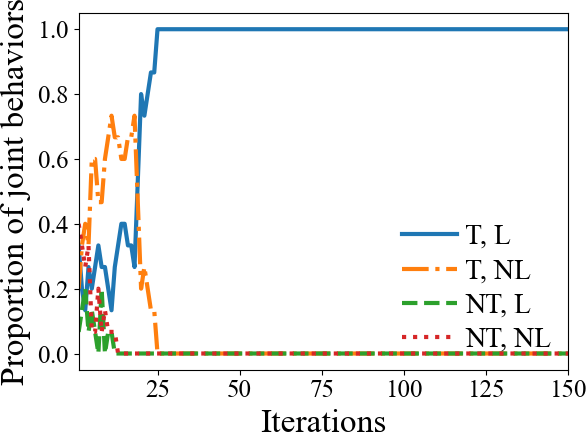 Proportion of joint behaviors
1.0
0.8
0.6
0.4
0.2
0.0
T, L
T, NL
NT, L
NT, NL
25 50 75 100 125 150
Iterations